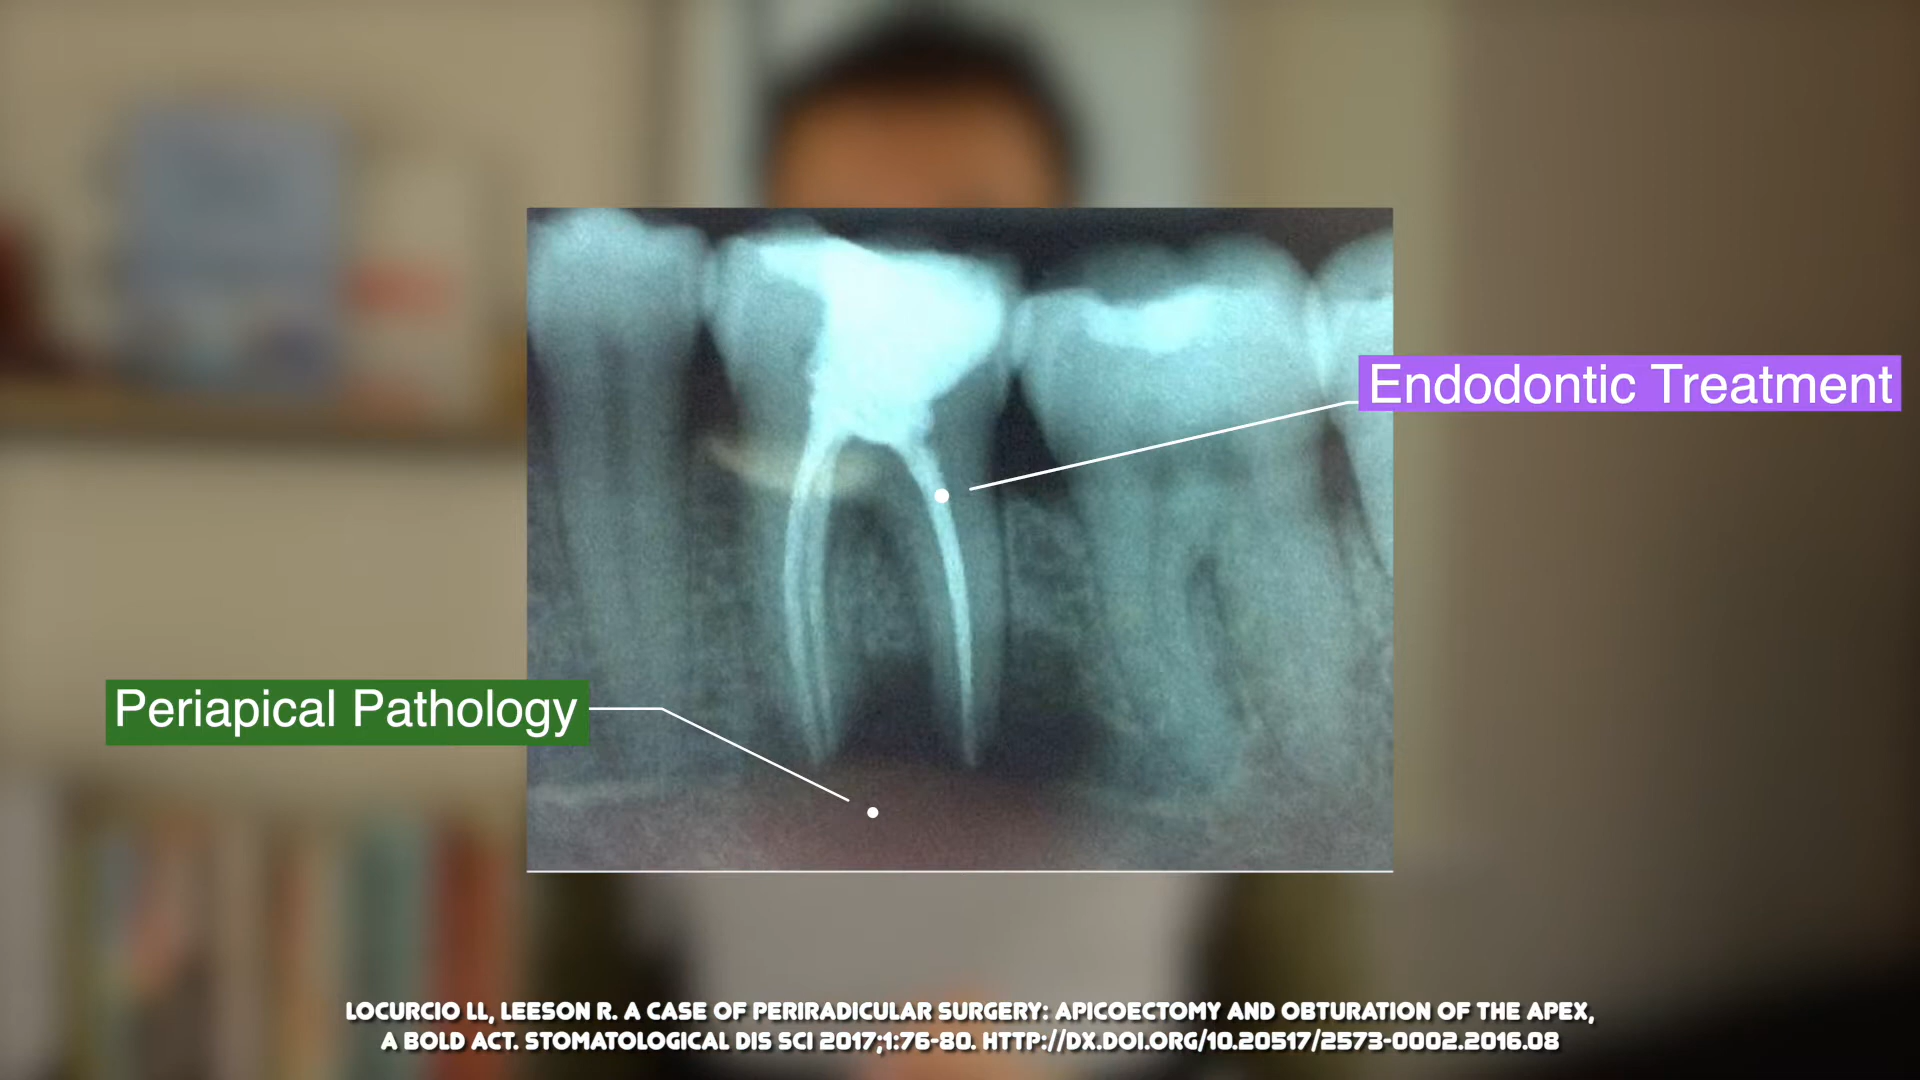 Endodontic Treatment
Periapical Pathology
LOCURCIO LL, LEESON R. A CASE OF PERIRADICULAR SURGERY: APICOECTOMY AND OBTURATION OF THE APEX,
A BOLD ACT. STOMATOLOGICAL DIS SCI 2017;1:76-80. HTTP://DX.DOI.ORG/10.20517/2573-0002.2016.08